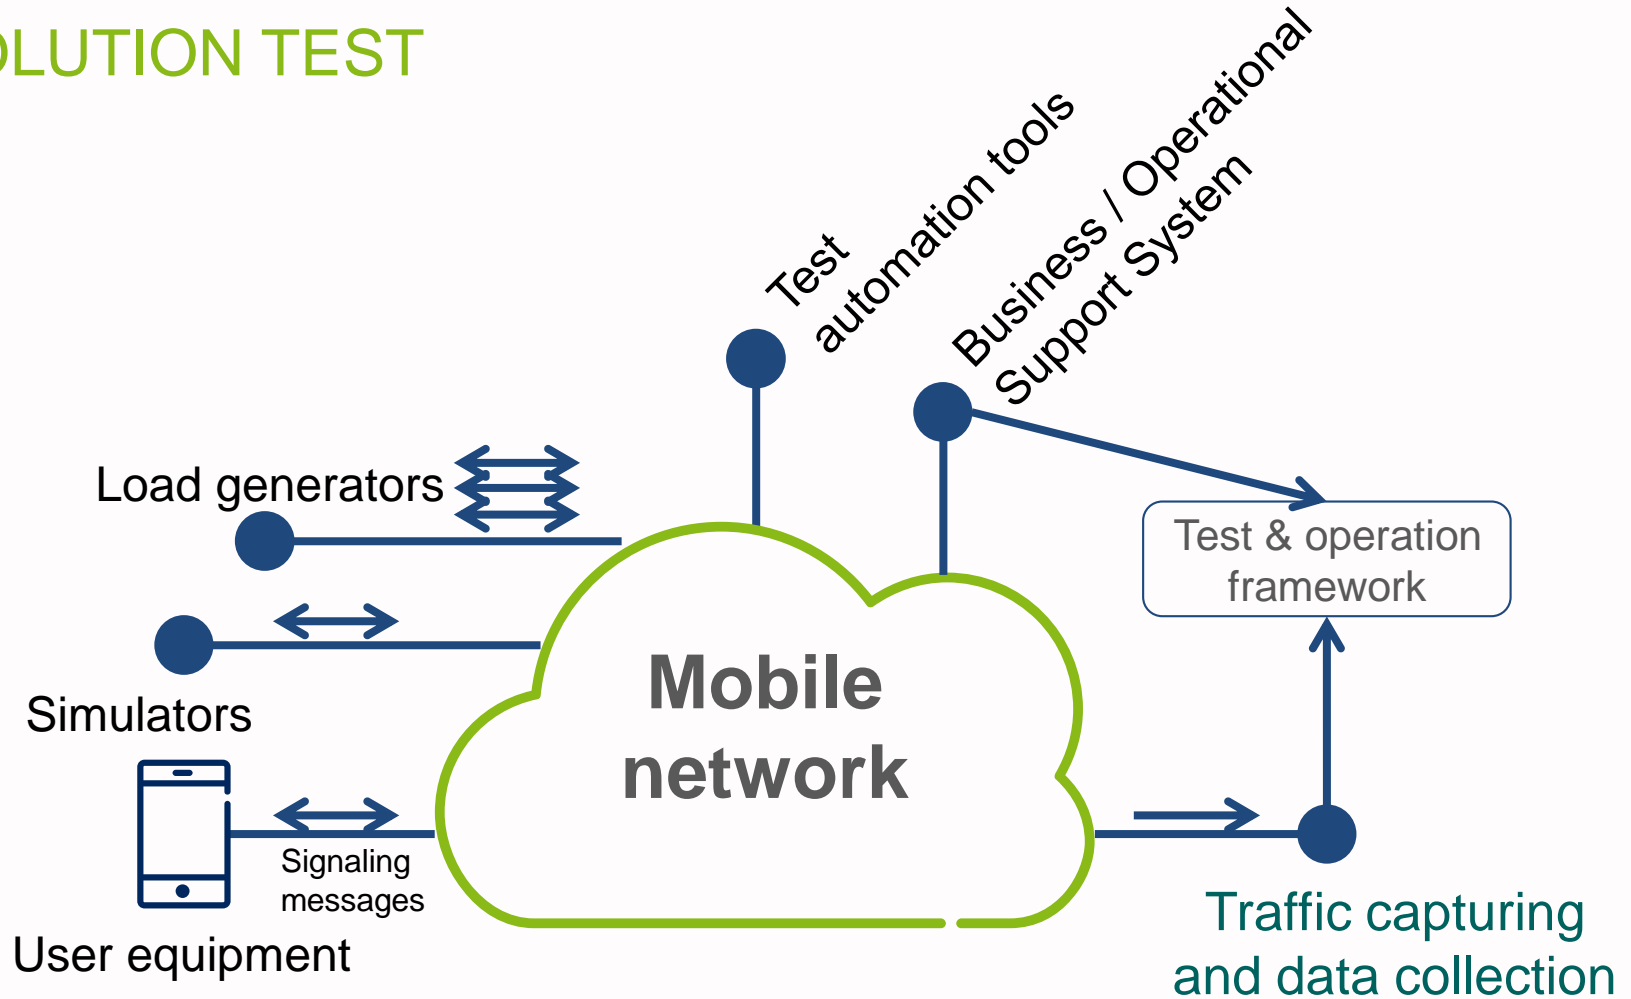 OLUTION TEST
Test
automation tools
Business / Operational
Support System
Load generators
Test & operation
framework
Simulators
Mobile
network
Signaling
messages
User equipment
Traffic capturing
and data collection